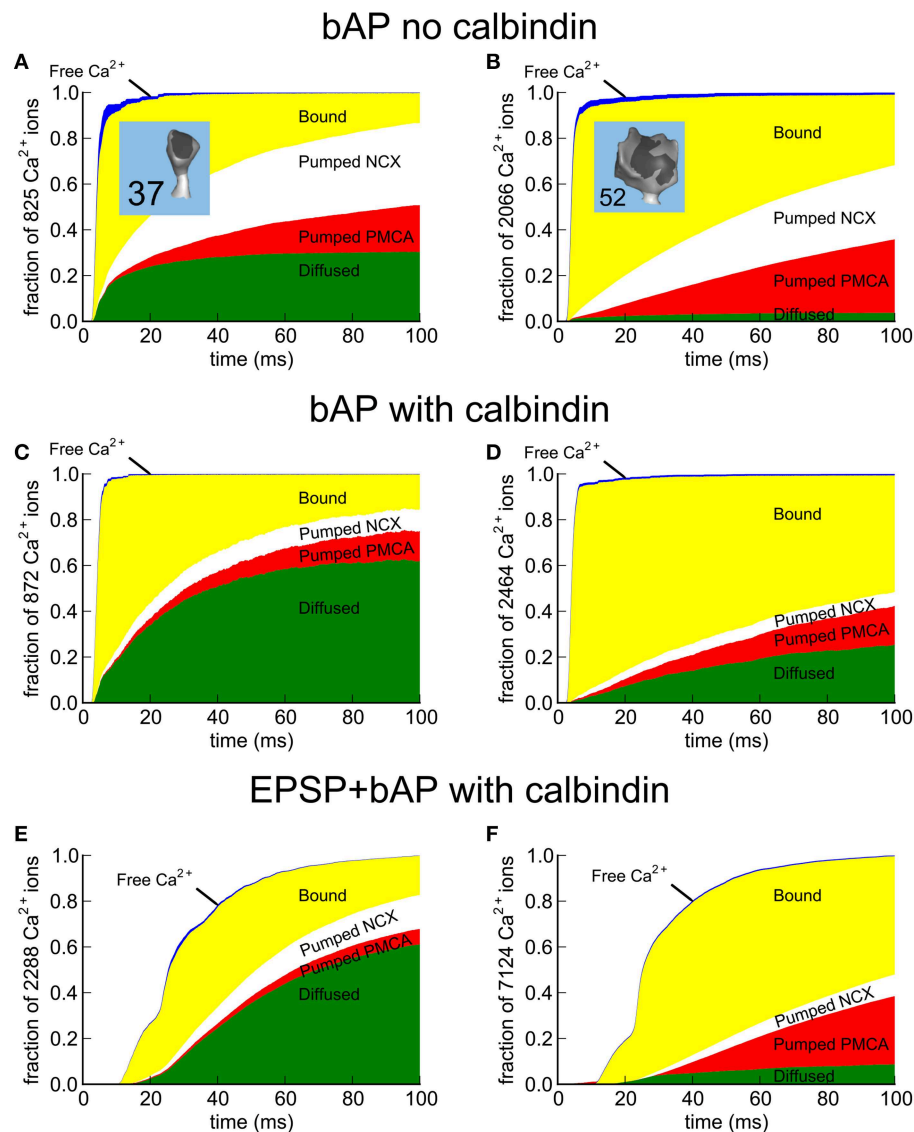 bAP no calbindin
A
B
Free Ca2+
Free Ca2+
fraction of 825 Ca2+ ions
1.0
0.8
0.6
0.4
0.2
0.0
37
Bound
Pumped NCX
Pumped PMCA
Diffused
0 20 40 60 80 100
time (ms)
fraction of 2066 Ca2+ ions
1.0
0.8
0.6
0.4
0.2
0.0
52
Bound
Pumped NCX
Pumped PMCA
Diffused
0 20 40 60 80 100
time (ms)
bAP with calbindin
C
D
Free Ca2+
Free Ca2+
fraction of 872 Ca2+ ions
1.0
0.8
0.6
0.4
0.2
0.0
Bound
Pumped NCX
Pumped PMCA
Diffused
0 20 40 60 80 100
time (ms)
fraction of 2464 Ca2+ ions
1.0
0.8
0.6
0.4
0.2
0.0
Bound
Pumped NCX
Pumped PMCA
Diffused
0 20 40 60 80 100
time (ms)
EPSP+bAP with calbindin
E
F
Free Ca2+
Free Ca2+
fraction of 2288 Ca2+ ions
1.0
0.8
0.6
0.4
0.2
0.0
Bound
Pumped NCX
Pumped PMCA
Diffused
0 20 40 60 80 100
time (ms)
fraction of 7124 Ca2+ ions
1.0
0.8
0.6
0.4
0.2
0.0
Bound
Pumped NCX
Pumped PMCA
Diffused
0 20 40 60 80 100
time (ms)